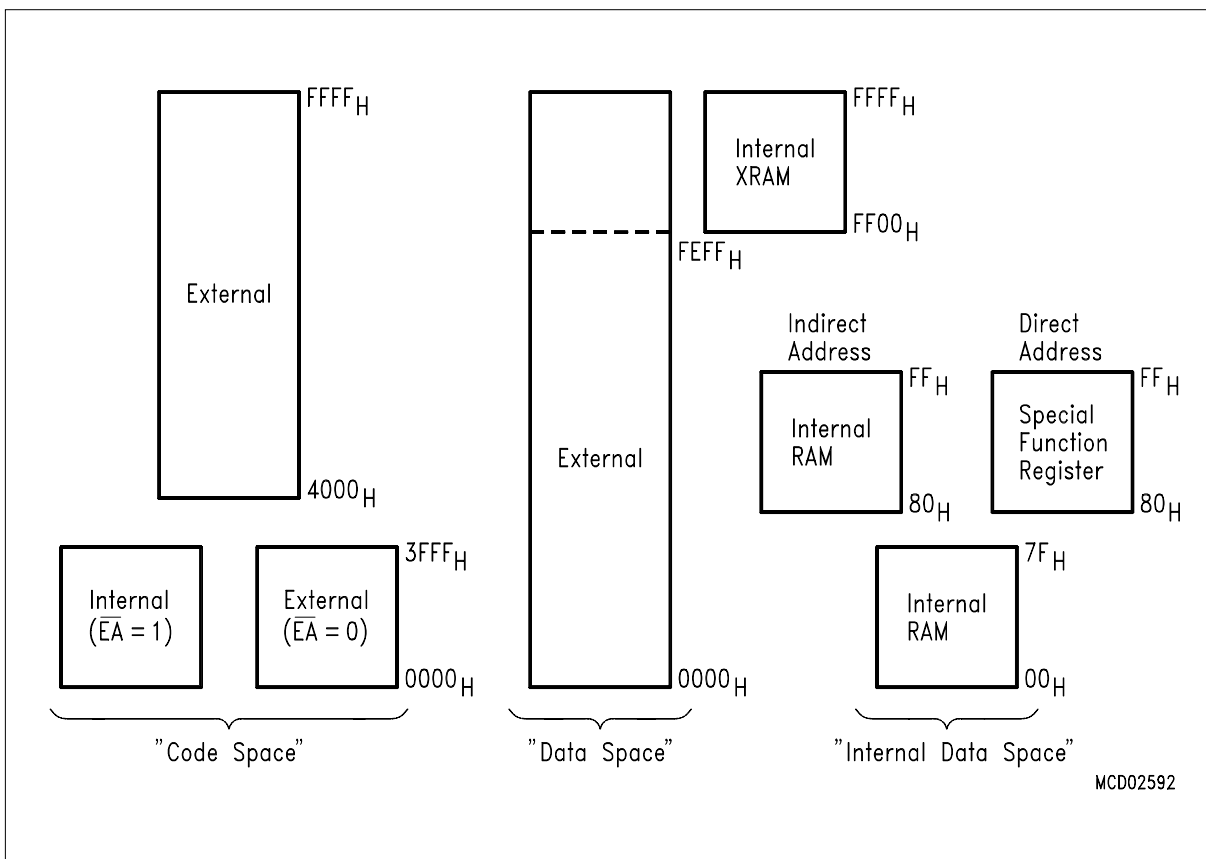 FFFFH
External
4000H
Internal
(EA = 1)
External
(EA = 0)
3FFFH
0000H
"Code Space"
FEFFH
External
0000H
"Data Space"
Internal
XRAM
FFFFH
FF00H
Indirect
Address
Internal
RAM
FFH
80H
Direct
Address
Special
Function
Register
FFH
80H
Internal
RAM
7FH
00H
"Internal Data Space"
MCD02592